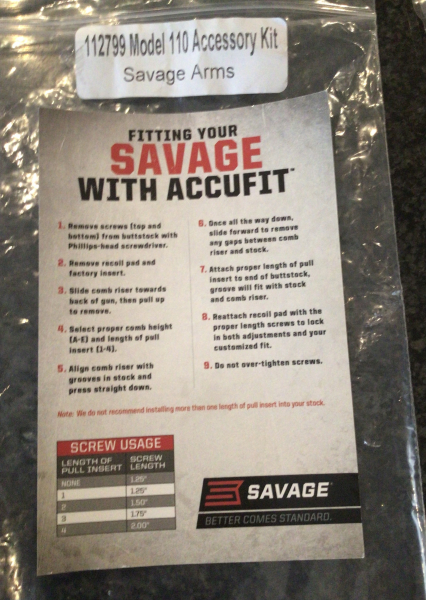 112799 Model 110 Accessory Kit
Savage Arms
FITTING YOUR
SAVAGE
WITH ACCUFIT™
1. Remove screws (top and
bottom) from buttstock with
Phillips-head screwdriver.
2. Remove recoil pad and
factory insert.
3. Slide comb riser towards
back of gun, then pull up
to remove.
4. Select proper comb height
(A-E) and length of pull
insert (1-4).
5. Align comb riser with
grooves in stock and
press straight down.
6. Once all the way down,
slide forward to remove
any gaps between comb
riser and stock.
7. Attach proper length of pull
insert to end of buttstock,
groove will fit with stock
and comb riser.
8. Reattach recoil pad with the
proper length screws to lock
in both adjustments and your
customized fit.
9. Do not over-tighten screws.
Note: We do not recommend installing more than one length of pull insert into your stock.
SCREW USAGE
LENGTH OF PULL INSERT SCREW LENGTH
NONE 1.25"
1 1.25"
2 1.50"
3 1.75"
4 2.00"
SAVAGE
BETTER COMES STANDARD.